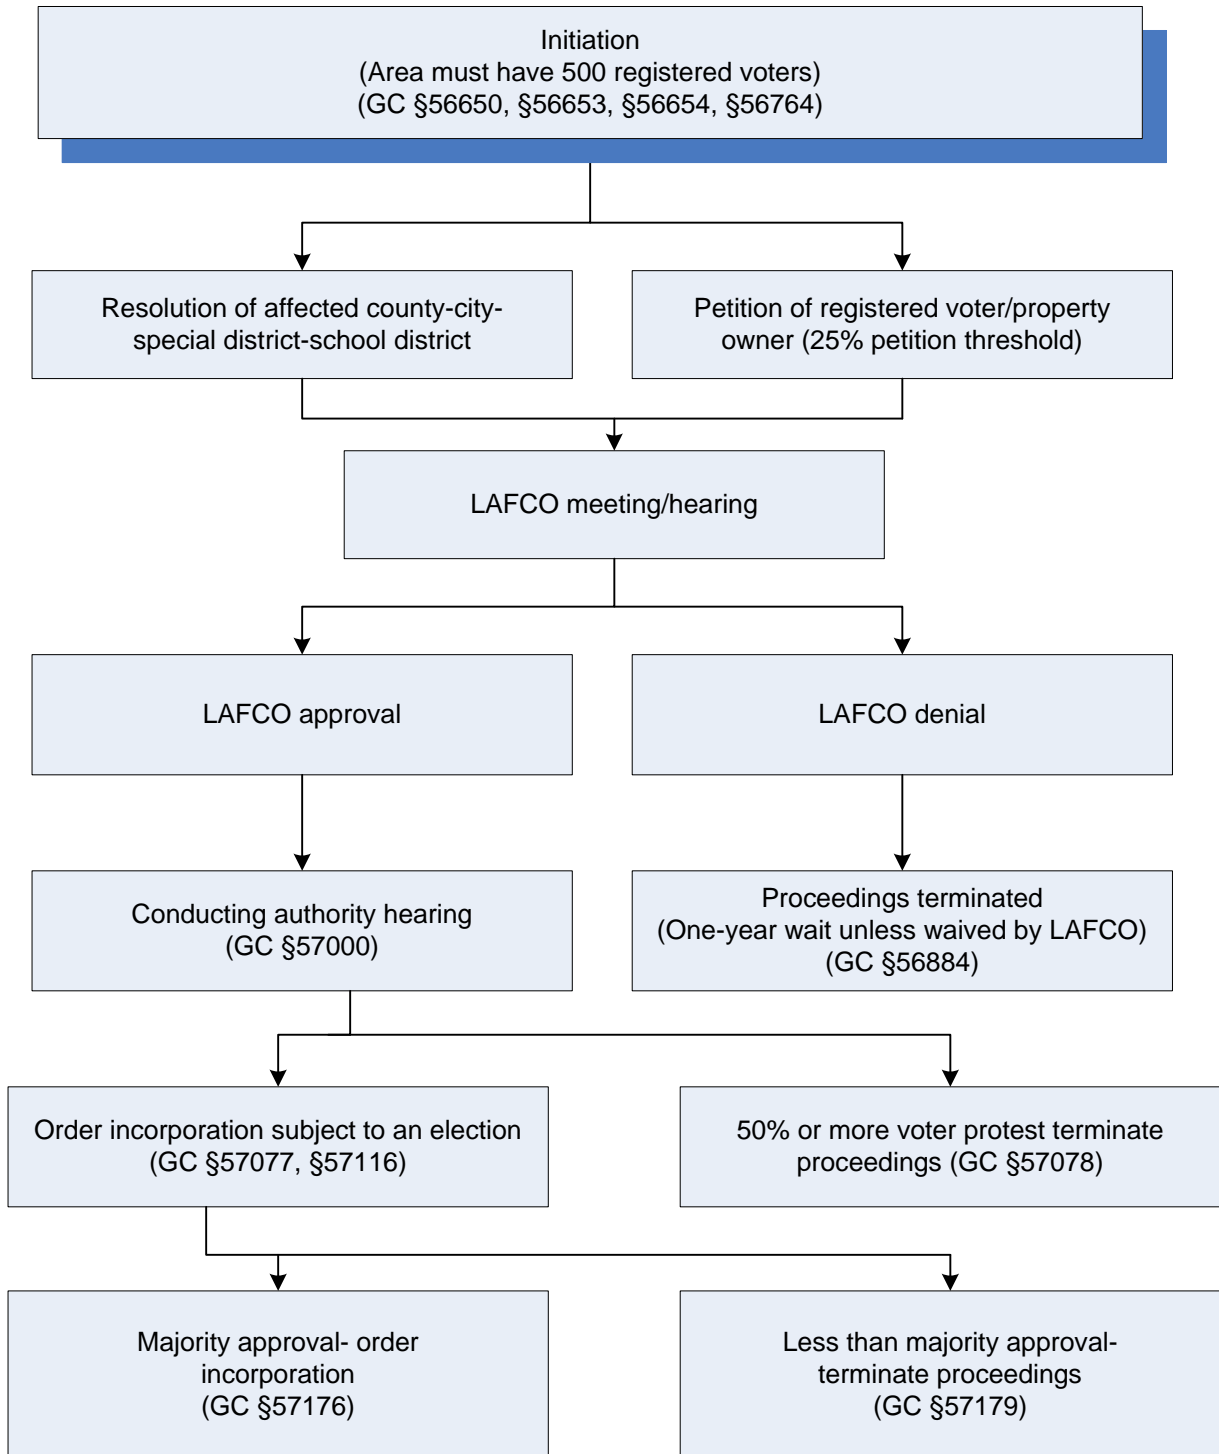 Initiation
(Area must have 500 registered voters)
(GC §56650, §56653, §56654, §56764)
Resolution of affected county-city-
special district-school district
Petition of registered voter/property
owner (25% petition threshold)
LAFCO meeting/hearing
LAFCO approval
LAFCO denial
Conducting authority hearing
(GC §57000)
Proceedings terminated
(One-year wait unless waived by LAFCO)
(GC §56884)
Order incorporation subject to an election
(GC §57077, §57116)
50% or more voter protest terminate
proceedings (GC §57078)
Majority approval- order
incorporation
(GC §57176)
Less than majority approval-
terminate proceedings
(GC §57179)